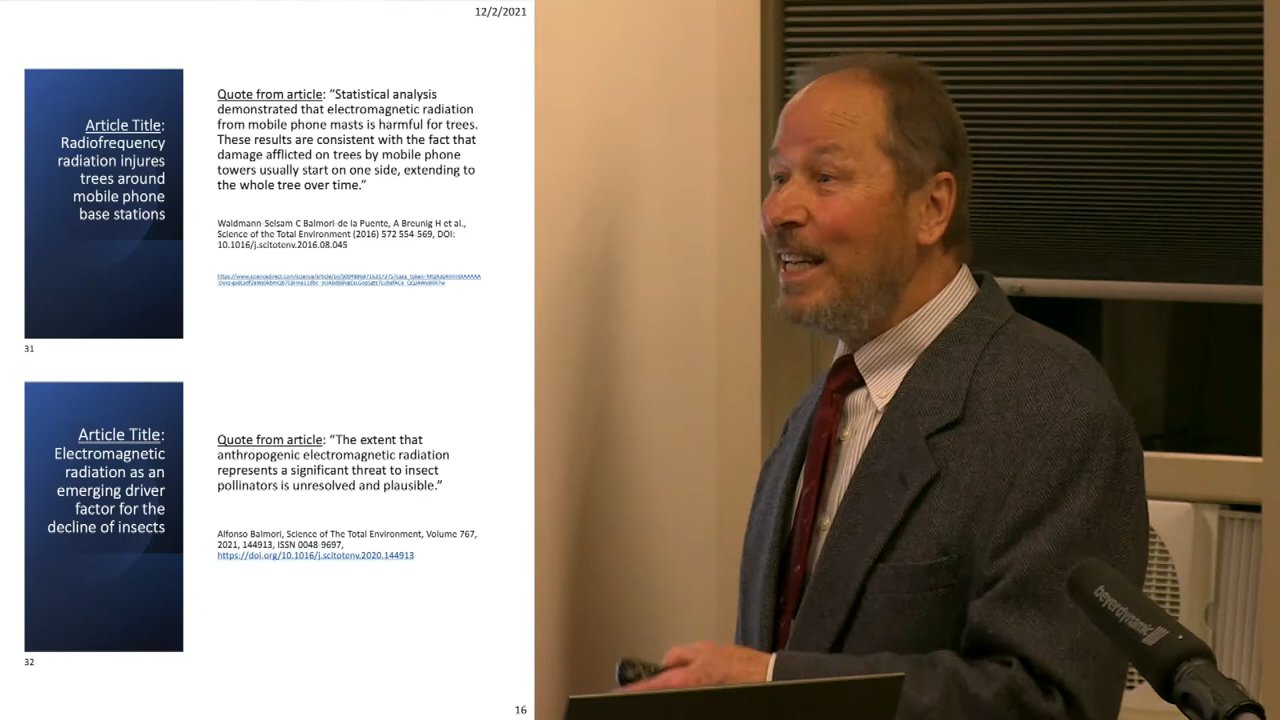 12/2/2021
Article Title:
Radiofrequency
radiation injures
trees around
mobile phone
base stations
Quote from article: “Statistical analysis
demonstrated that electromagnetic radiation
from mobile phone masts is harmful for trees.
These results are consistent with the fact that
damage afflicted on trees by mobile phone
towers usually start on one side, extending to
the whole tree over time.”
Waldmann-Selsam C Balmori-de la Puente, A Breunig H et al.,
Science of the Total Environment (2016) 572 554-569, DOI:
10.1016/j.scitotenv.2016.08.045
31
Article Title:
Electromagnetic
radiation as an
emerging driver
factor for the
decline of insects
Quote from article: “The extent that
anthropogenic electromagnetic radiation
represents a significant threat to insect
pollinators is unresolved and plausible.”
Alfonso Balmori, Science of The Total Environment, Volume 767,
2021, 144913, ISSN 0048-9697,
https://doi.org/10.1016/j.scitotenv.2020.144913
32
16
beyerdynamic